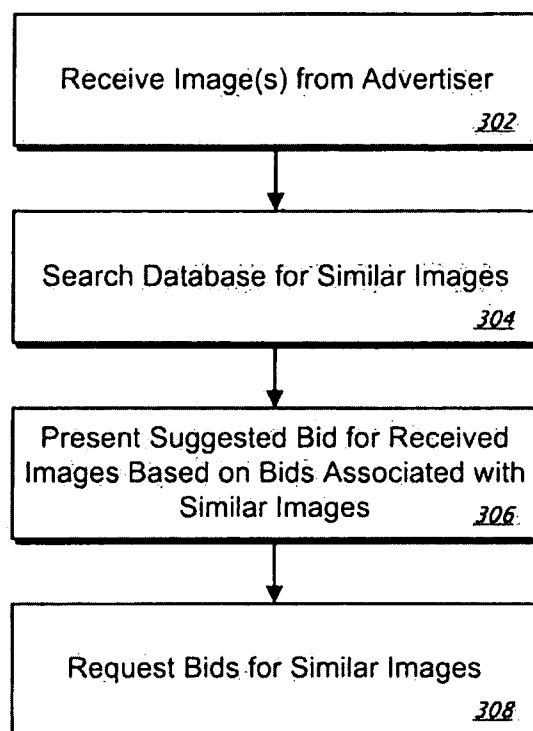 Receive Image(s) from Advertiser
302
Search Database for Similar Images
304
Present Suggested Bid for Received
Images Based on Bids Associated with
Similar Images
306
Request Bids for Similar Images
308